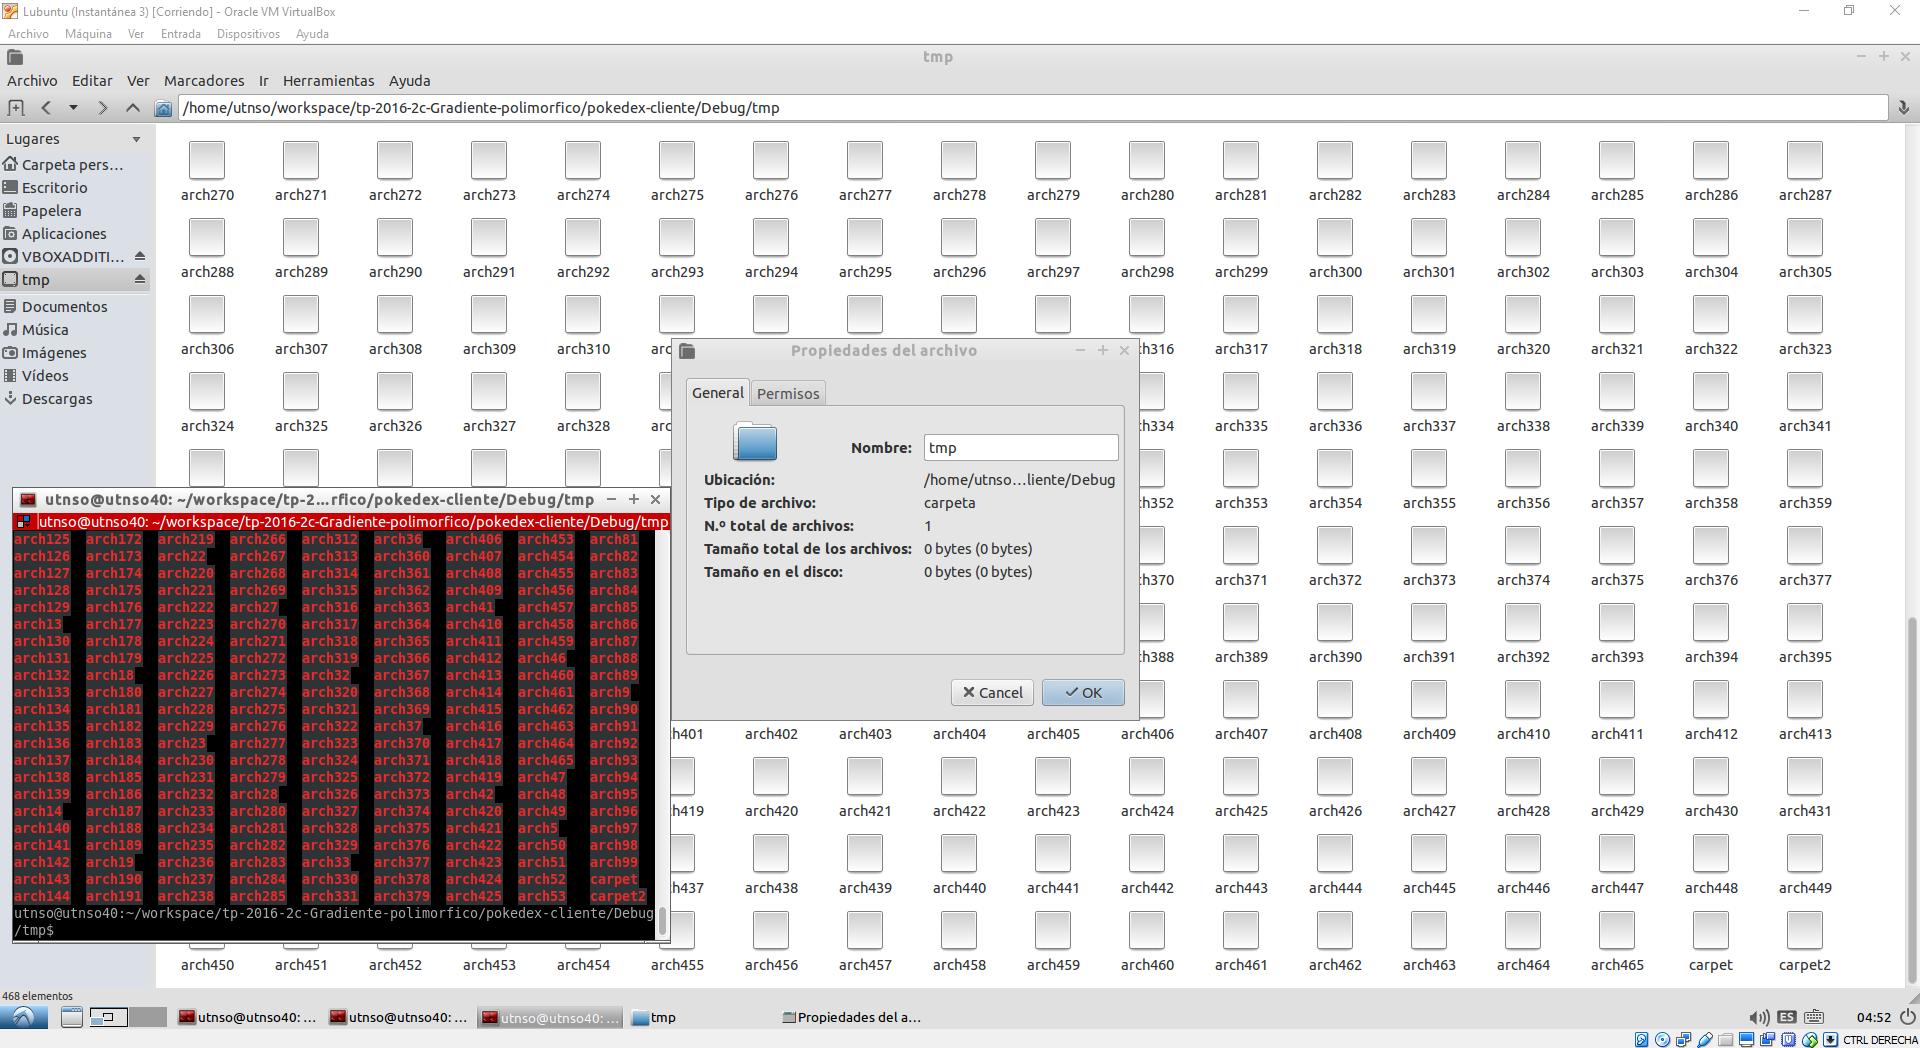 Lubuntu (Instantánea 3) [Corriendo] - Oracle VM VirtualBox
Archivo Máquina Ver Entrada Dispositivos Ayuda
tmp
Archivo Editar Ver Marcadores Ir Herramientas Ayuda
/home/utnso/workspace/tp-2016-2c-Gradiente-polimorfico/pokedex-cliente/Debug/tmp
Lugares
Carpeta pers...
Escritorio
Papelera
Aplicaciones
VBOXADDITI...
tmp
Documentos
Música
Imágenes
Vídeos
Descargas
arch270 arch271 arch272 arch273 arch274 arch275 arch276 arch277 arch278 arch279 arch280 arch281 arch282 arch283 arch284 arch285 arch286 arch287
arch288 arch289 arch290 arch291 arch292 arch293 arch294 arch295 arch296 arch297 arch298 arch299 arch300 arch301 arch302 arch303 arch304 arch305
arch306 arch307 arch308 arch309 arch310 arc h316 arch317 arch318 arch319 arch320 arch321 arch322 arch323
arch324 arch325 arch326 arch327 arch328 arc h334 arch335 arch336 arch337 arch338 arch339 arch340 arch341
h352 arch353 arch354 arch355 arch356 arch357 arch358 arch359
h370 arch371 arch372 arch373 arch374 arch375 arch376 arch377
h388 arch389 arch390 arch391 arch392 arch393 arch394 arch395
h401 arch402 arch403 arch404 arch405 arch406 arch407 arch408 arch409 arch410 arch411 arch412 arch413
h419 arch420 arch421 arch422 arch423 arch424 arch425 arch426 arch427 arch428 arch429 arch430 arch431
h437 arch438 arch439 arch440 arch441 arch442 arch443 arch444 arch445 arch446 arch447 arch448 arch449
arch450 arch451 arch452 arch453 arch454 arch455 arch456 arch457 arch458 arch459 arch460 arch461 arch462 arch463 arch464 arch465 carpet carpet2
Propiedades del archivo
General Permisos
Nombre: tmp
Ubicación: /home/utnso...liente/Debug
Tipo de archivo: carpeta
N.º total de archivos: 1
Tamaño total de los archivos: 0 bytes (0 bytes)
Tamaño en el disco: 0 bytes (0 bytes)
Cancel OK
utnso@utnso40: ~/workspace/tp-2...rfico/pokedex-cliente/Debug/tmp
utnso@utnso40: ~/workspace/tp-2016-2c-Gradiente-polimorfico/pokedex-cliente/Debug/tmp
arch125 arch172 arch219 arch266 arch312 arch36 arch406 arch453 arch81
arch126 arch173 arch22 arch267 arch313 arch360 arch407 arch454 arch82
arch127 arch174 arch220 arch268 arch314 arch361 arch408 arch455 arch83
arch128 arch175 arch221 arch269 arch315 arch362 arch409 arch456 arch84
arch129 arch176 arch222 arch27 arch316 arch363 arch41 arch457 arch85
arch13 arch177 arch223 arch270 arch317 arch364 arch410 arch458 arch86
arch130 arch178 arch224 arch271 arch318 arch365 arch411 arch459 arch87
arch131 arch179 arch225 arch272 arch319 arch366 arch412 arch46 arch88
arch132 arch18 arch226 arch273 arch32 arch367 arch413 arch460 arch89
arch133 arch180 arch227 arch274 arch320 arch368 arch414 arch461 arch9
arch134 arch181 arch228 arch275 arch321 arch369 arch415 arch462 arch90
arch135 arch182 arch229 arch276 arch322 arch37 arch416 arch463 arch91
arch136 arch183 arch23 arch277 arch323 arch370 arch417 arch464 arch92
arch137 arch184 arch230 arch278 arch324 arch371 arch418 arch465 arch93
arch138 arch185 arch231 arch279 arch325 arch372 arch419 arch47 arch94
arch139 arch186 arch232 arch28 arch326 arch373 arch42 arch48 arch95
arch14 arch187 arch233 arch280 arch327 arch374 arch420 arch49 arch96
arch140 arch188 arch234 arch281 arch328 arch375 arch421 arch5 arch97
arch141 arch189 arch235 arch282 arch329 arch376 arch422 arch50 arch98
arch142 arch19 arch236 arch283 arch33 arch377 arch423 arch51 arch99
arch143 arch190 arch237 arch284 arch330 arch378 arch424 arch52 carpet
arch144 arch191 arch238 arch285 arch331 arch379 arch425 arch53 carpet2
utnso@utnso40:~/workspace/tp-2016-2c-Gradiente-polimorfico/pokedex-cliente/Debug
/tmp$
468 elementos
utnso@utnso40: ... utnso@utnso40: ... utnso@utnso40: ... tmp Propiedades del a... ES 04:52
CTRL DERECHA